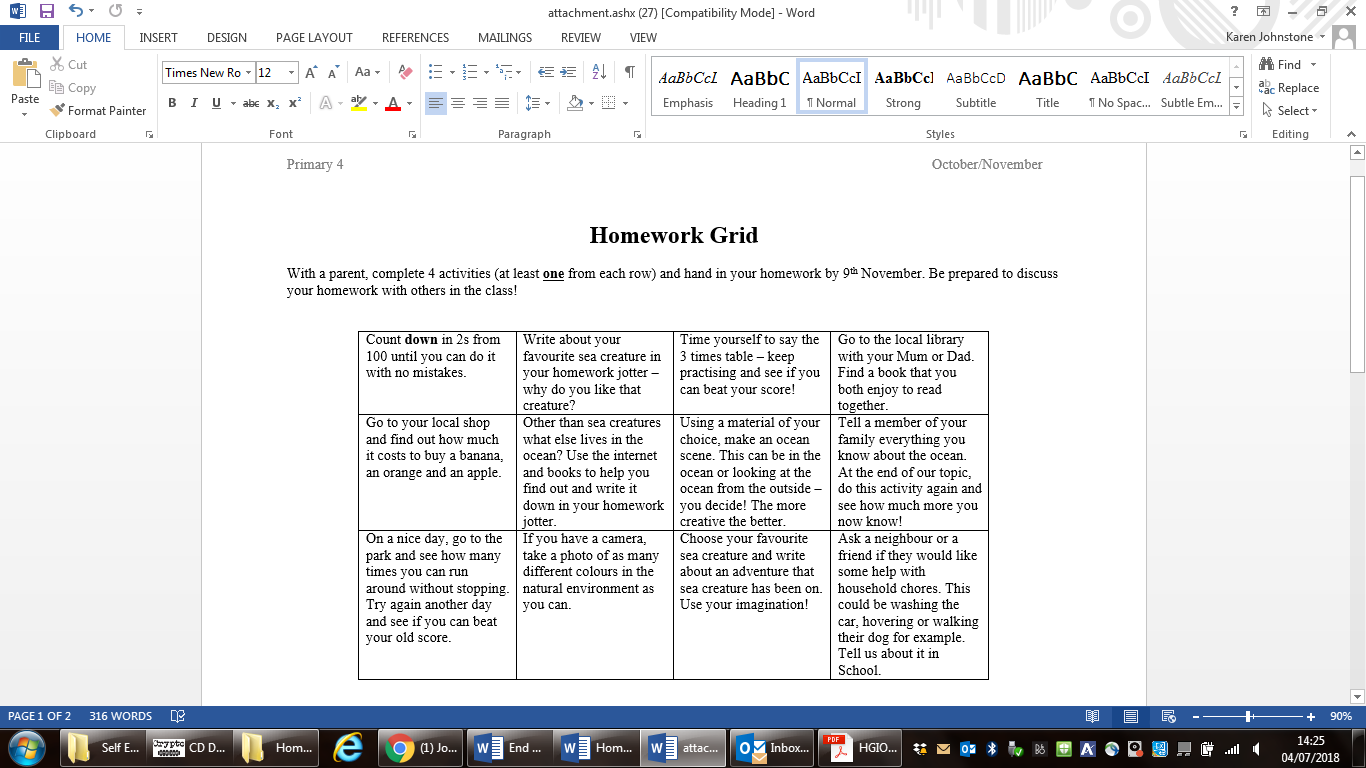 attachment.ashx (27) [Compatibility Mode] - Word
FILE HOME INSERT DESIGN PAGE LAYOUT REFERENCES MAILINGS REVIEW VIEW Karen Johnstone
Paste
Cut
Copy
Format Painter
Clipboard
Times New Ro 12
Font
Paragraph
AaBbCcI AaBbC AaBbCcI AaBbCcI AaBbCcD AaBbC AaBbCcI AaBbCcI
Emphasis Heading 1 ¶ Normal Strong Subtitle Title ¶ No Spac... Subtle Em...
Styles
Find
Replace
Select
Editing
Primary 4 October/November
Homework Grid
With a parent, complete 4 activities (at least one from each row) and hand in your homework by 9th November. Be prepared to discuss
your homework with others in the class!
Count down in 2s from
100 until you can do it
with no mistakes.
Write about your
favourite sea creature in
your homework jotter –
why do you like that
creature?
Time yourself to say the
3 times table – keep
practising and see if you
can beat your score!
Go to the local library
with your Mum or Dad.
Find a book that you
both enjoy to read
together.
Go to your local shop
and find out how much
it costs to buy a banana,
an orange and an apple.
Other than sea creatures
what else lives in the
ocean? Use the internet
and books to help you
find out and write it
down in your homework
jotter.
Using a material of your
choice, make an ocean
scene. This can be in the
ocean or looking at the
ocean from the outside –
you decide! The more
creative the better.
Tell a member of your
family everything you
know about the ocean.
At the end of our topic,
do this activity again and
see how much more you
now know!
On a nice day, go to the
park and see how many
times you can run
around without stopping.
Try again another day
and see if you can beat
your old score.
If you have a camera,
take a photo of as many
different colours in the
natural environment as
you can.
Choose your favourite
sea creature and write
about an adventure that
sea creature has been on.
Use your imagination!
Ask a neighbour or a
friend if they would like
some help with
household chores. This
could be washing the
car, hovering or walking
their dog for example.
Tell us about it in
School.
PAGE 1 OF 2 316 WORDS 90%
Self E... CD D... Hom... (1) Jo... End ... Hom... attac... Inbox... HGIO...
14:25
04/07/2018